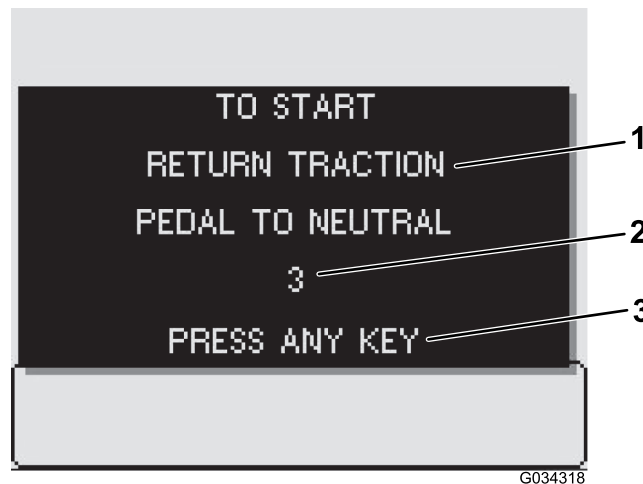 TO START
RETURN TRACTION
1
PEDAL TO NEUTRAL
2
3
3
PRESS ANY KEY
G034318